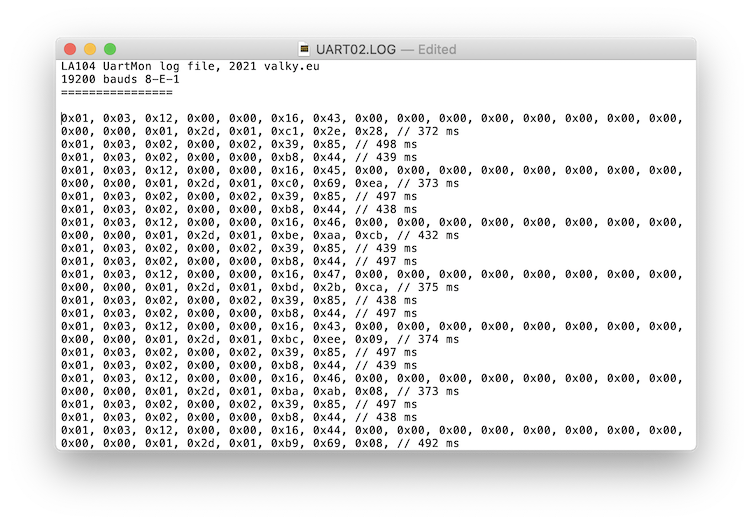 UART02.LOG — Edited
LA104 UartMon log file, 2021 valky.eu
19200 bauds 8-E-1
================
0x01, 0x03, 0x12, 0x00, 0x00, 0x16, 0x43, 0x00, 0x00, 0x00, 0x00, 0x00, 0x00, 0x00, 0x00,
0x00, 0x00, 0x01, 0x2d, 0x01, 0xc1, 0x2e, 0x28, // 372 ms
0x01, 0x03, 0x02, 0x00, 0x02, 0x39, 0x85, // 498 ms
0x01, 0x03, 0x02, 0x00, 0x00, 0xb8, 0x44, // 439 ms
0x01, 0x03, 0x12, 0x00, 0x00, 0x16, 0x45, 0x00, 0x00, 0x00, 0x00, 0x00, 0x00, 0x00, 0x00,
0x00, 0x00, 0x01, 0x2d, 0x01, 0xc0, 0x69, 0xea, // 373 ms
0x01, 0x03, 0x02, 0x00, 0x02, 0x39, 0x85, // 497 ms
0x01, 0x03, 0x02, 0x00, 0x00, 0xb8, 0x44, // 438 ms
0x01, 0x03, 0x12, 0x00, 0x00, 0x16, 0x46, 0x00, 0x00, 0x00, 0x00, 0x00, 0x00, 0x00, 0x00,
0x00, 0x00, 0x01, 0x2d, 0x01, 0xbe, 0xaa, 0xcb, // 432 ms
0x01, 0x03, 0x02, 0x00, 0x02, 0x39, 0x85, // 439 ms
0x01, 0x03, 0x02, 0x00, 0x00, 0xb8, 0x44, // 497 ms
0x01, 0x03, 0x12, 0x00, 0x00, 0x16, 0x47, 0x00, 0x00, 0x00, 0x00, 0x00, 0x00, 0x00, 0x00,
0x00, 0x00, 0x01, 0x2d, 0x01, 0xbd, 0x2b, 0xca, // 375 ms
0x01, 0x03, 0x02, 0x00, 0x02, 0x39, 0x85, // 438 ms
0x01, 0x03, 0x02, 0x00, 0x00, 0xb8, 0x44, // 497 ms
0x01, 0x03, 0x12, 0x00, 0x00, 0x16, 0x43, 0x00, 0x00, 0x00, 0x00, 0x00, 0x00, 0x00, 0x00,
0x00, 0x00, 0x01, 0x2d, 0x01, 0xbc, 0xee, 0x09, // 374 ms
0x01, 0x03, 0x02, 0x00, 0x02, 0x39, 0x85, // 497 ms
0x01, 0x03, 0x02, 0x00, 0x00, 0xb8, 0x44, // 439 ms
0x01, 0x03, 0x12, 0x00, 0x00, 0x16, 0x46, 0x00, 0x00, 0x00, 0x00, 0x00, 0x00, 0x00, 0x00,
0x00, 0x00, 0x01, 0x2d, 0x01, 0xba, 0xab, 0x08, // 373 ms
0x01, 0x03, 0x02, 0x00, 0x02, 0x39, 0x85, // 497 ms
0x01, 0x03, 0x02, 0x00, 0x00, 0xb8, 0x44, // 438 ms
0x01, 0x03, 0x12, 0x00, 0x00, 0x16, 0x44, 0x00, 0x00, 0x00, 0x00, 0x00, 0x00, 0x00, 0x00,
0x00, 0x00, 0x01, 0x2d, 0x01, 0xb9, 0x69, 0x08, // 492 ms